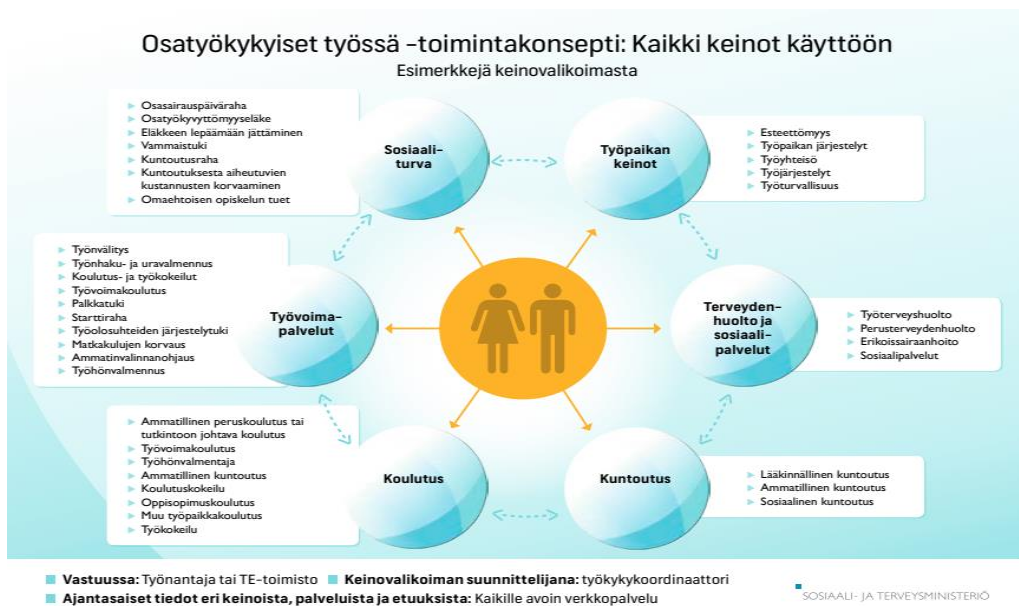 Osatyökykyiset työssä -toimintakonsepti: Kaikki keinot käyttöön
Esimerkkejä keinovalikoimasta
Osasairauspäiväraha
Osatyökyvyttömyyseläke
Eläkkeen lepäämään jättäminen
Vammaistuki
Kuntoutusraha
Kuntoutuksesta aiheutuvien
kustannusten korvaaminen
Omaehtoisen opiskelun tuet
Sosiaali-
turva
Työpaikan
keinot
Esteettömyys
Työpaikan järjestelyt
Työyhteisö
Työjärjestelyt
Työturvallisuus
Työnvälitys
Työnhaku- ja uravalmennus
Koulutus- ja työkokeilut
Työvoimakoulutus
Palkkatuki
Starttiraha
Työolosuhteiden järjestelytuki
Matkakulujen korvaus
Ammatinvalinnanohjaus
Työhönvalmennus
Työvoima-
palvelut
Terveyden-
huolto ja
sosiaali-
palvelut
Työterveyshuolto
Perusterveydenhuolto
Erikoissairaanhoito
Sosiaalipalvelut
Ammatillinen peruskoulutus tai
tutkintoon johtava koulutus
Työvoimakoulutus
Työhönvalmentaja
Ammatillinen kuntoutus
Koulutuskokeilu
Oppisopimuskoulutus
Muu työpaikkakoulutus
Työkokeilu
Koulutus
Kuntoutus
Lääkinnällinen kuntoutus
Ammatillinen kuntoutus
Sosiaalinen kuntoutus
Vastuussa: Työnantaja tai TE-toimisto Keinovalikoiman suunnittelijana: työkykykoordinaattori
Ajantasaiset tiedot eri keinoista, palveluista ja etuuksista: Kaikille avoin verkkopalvelu
SOSIAALI- JA TERVEYSMINISTERIÖ